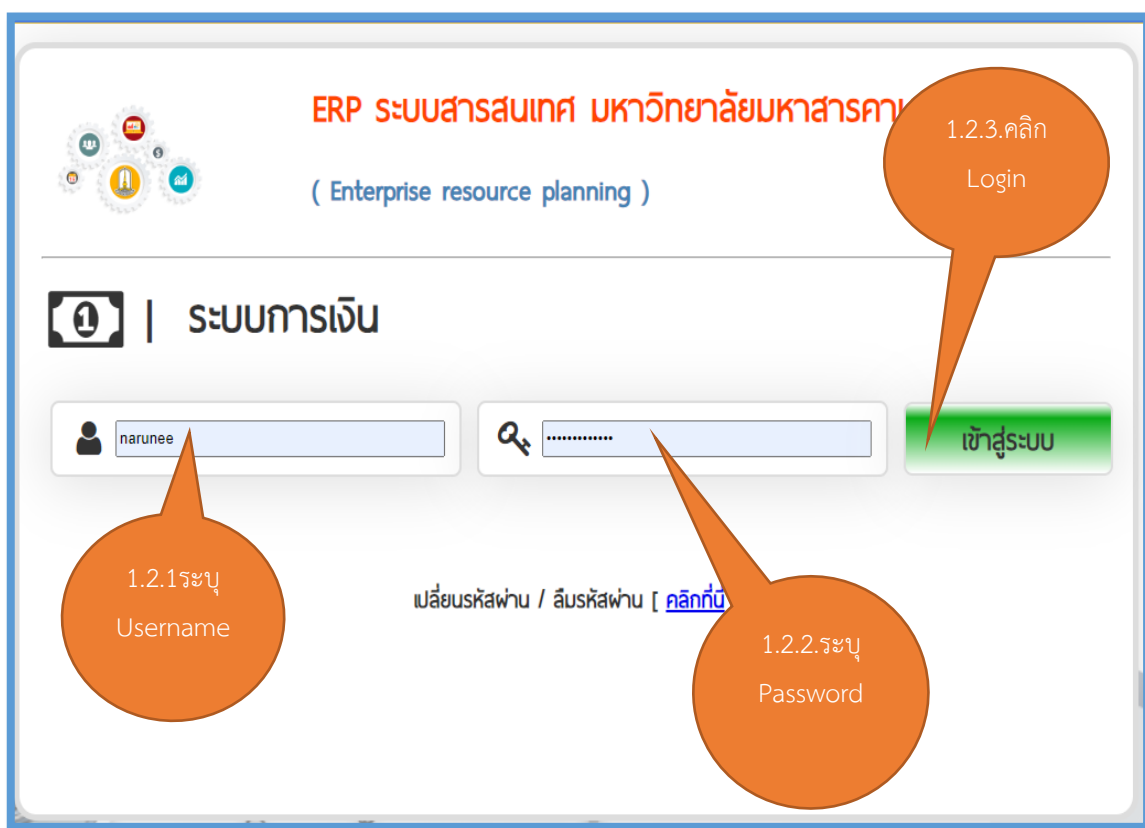 ERP ระบบสารสนเทศ มหาวิทยาลัยมหาสารคา
( Enterprise resource planning )
1.2.3.คลิก
Login
1 | ระบบการเงิน
narunee
•••••••••••••
เข้าสู่ระบบ
1.2.1ระบุ
Username
เปลี่ยนรหัสผ่าน / ลืมรหัสผ่าน [ คลิกที่นี่
1.2.2.ระบุ
Password